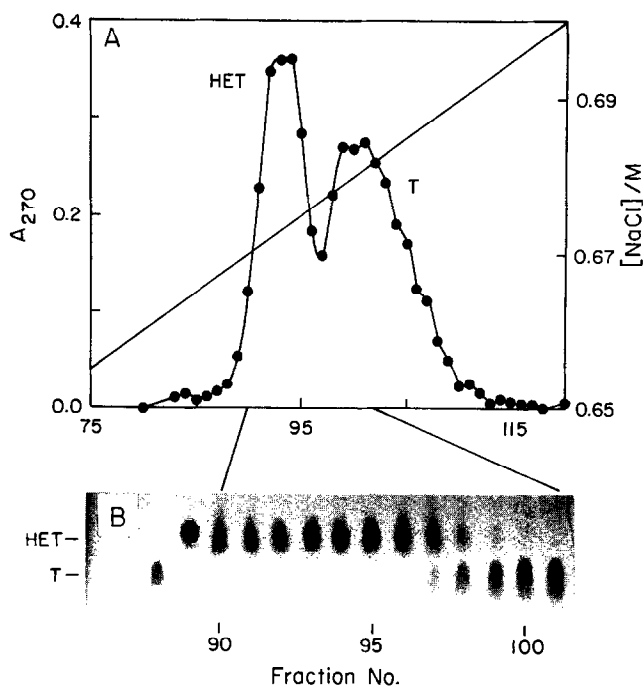 A
0.4
0.2
0.0
A270
HET
T
0.69
0.67
0.65
[NaCl]/M
75
95
115
B
HET–
T –
90
95
100
Fraction No.